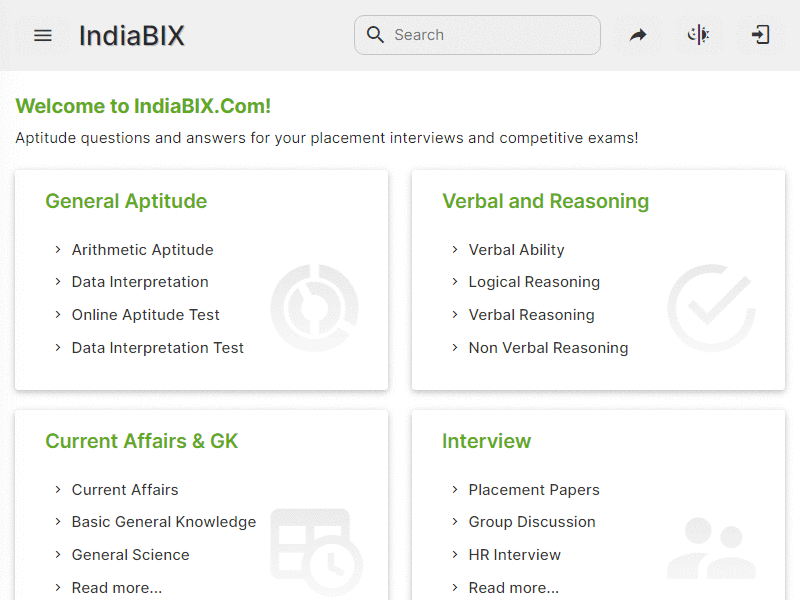 IndiaBIX
Search
Welcome to IndiaBIX.Com!
Aptitude questions and answers for your placement interviews and competitive exams!
General Aptitude
Arithmetic Aptitude
Data Interpretation
Online Aptitude Test
Data Interpretation Test
Verbal and Reasoning
Verbal Ability
Logical Reasoning
Verbal Reasoning
Non Verbal Reasoning
Current Affairs & GK
Current Affairs
Basic General Knowledge
General Science
Read more...
Interview
Placement Papers
Group Discussion
HR Interview
Read more...